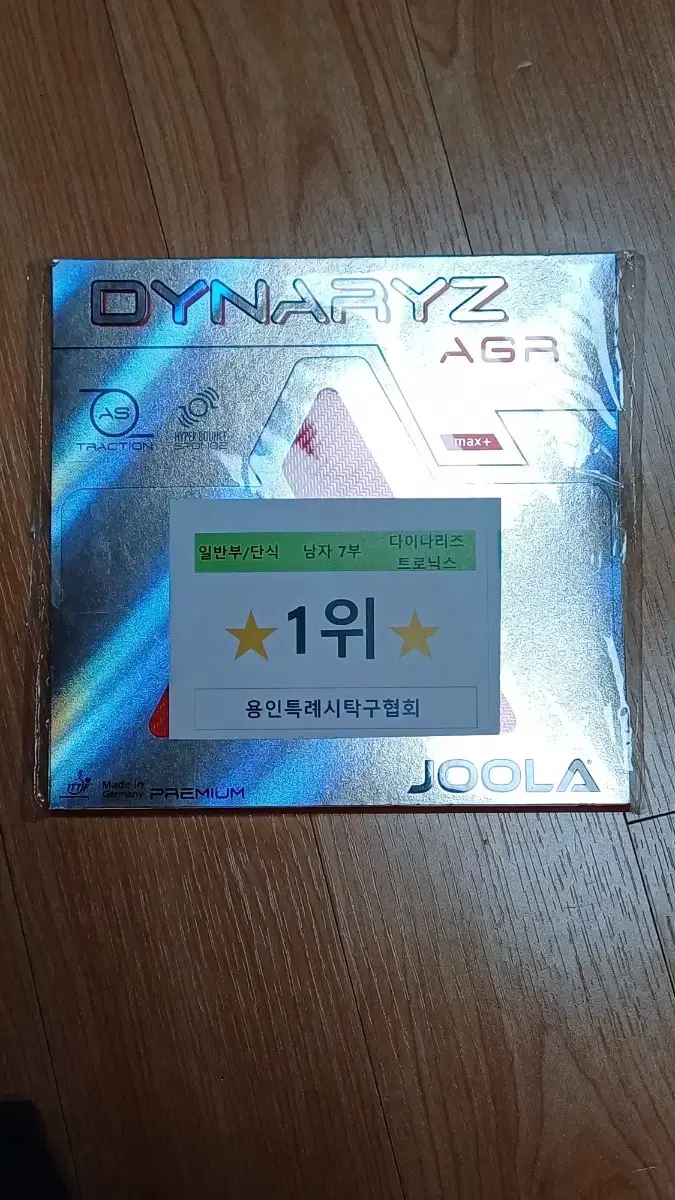 DYNARYZ
AGR
AS
TRACTION
HYPER BOUNCE
SPONGE
max+
일반부/단식 남자 7부 다이나리즈
트로닉스
1위
용인특례시탁구협회
ITTF
Made in
Germany
PREMIUM
JOOLA